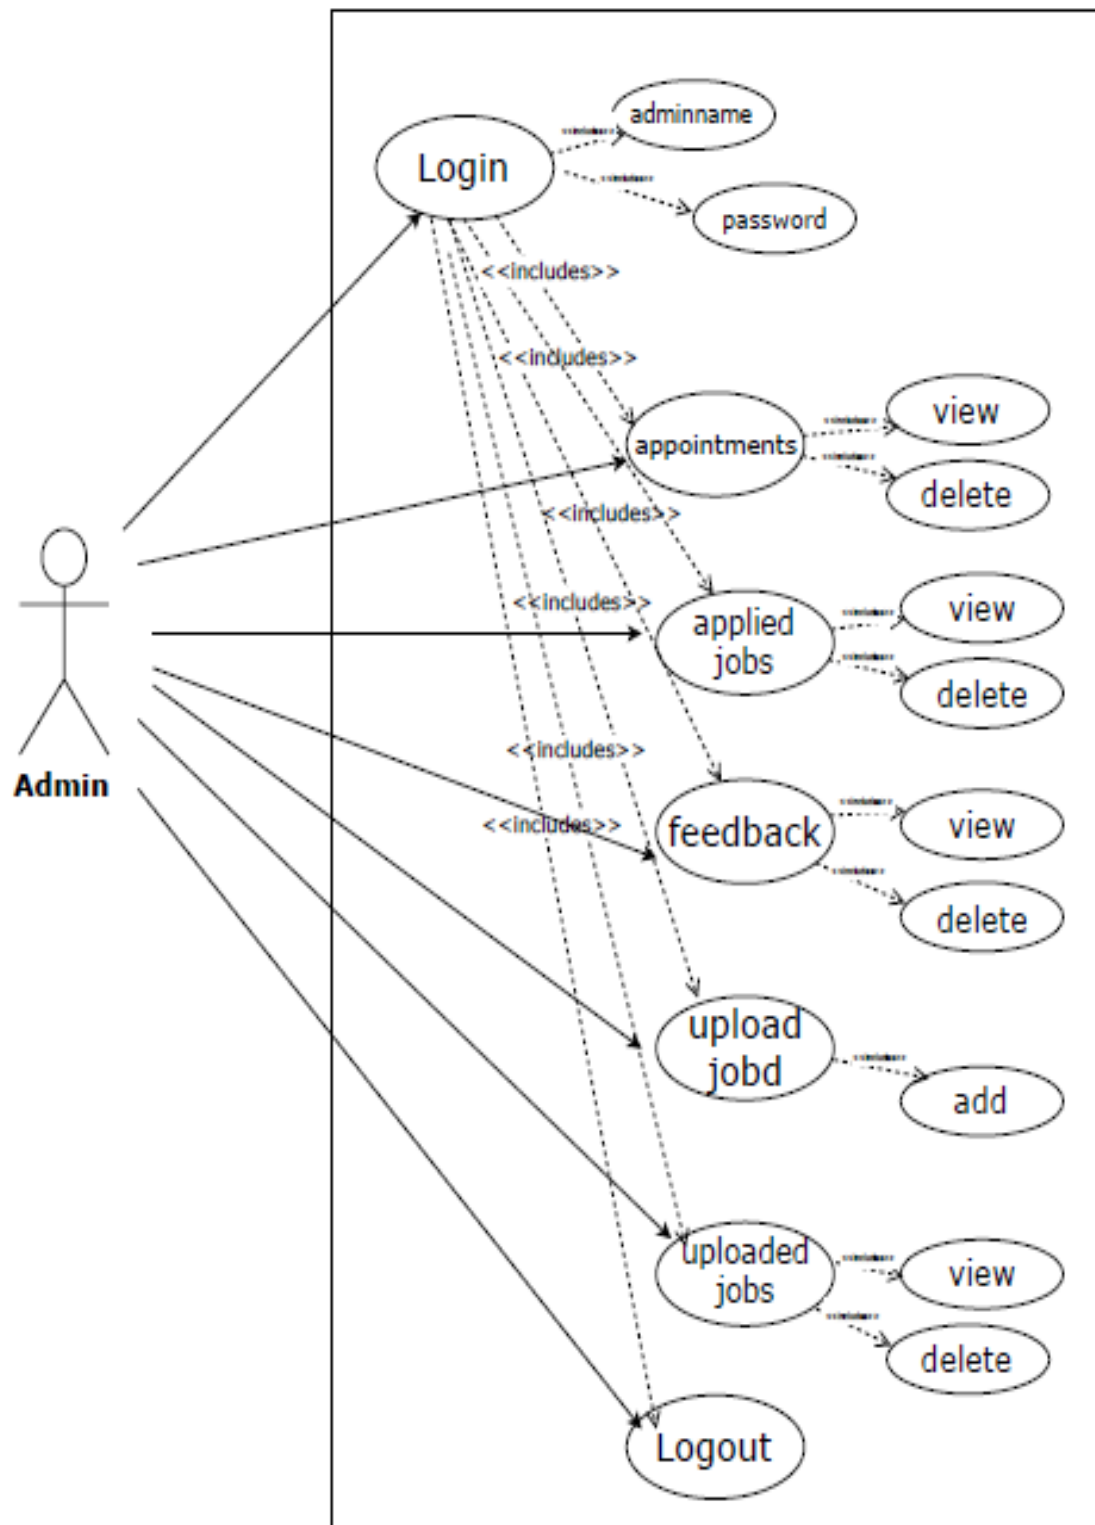 adminname
Login
password
<<includes>>
<<includes>>
view
appointments
delete
<<includes>>
<<includes>>
view
applied
jobs
delete
<<includes>>
Admin
view
<<includes>>
feedback
delete
upload
jobd
add
uploaded
jobs
view
delete
Logout